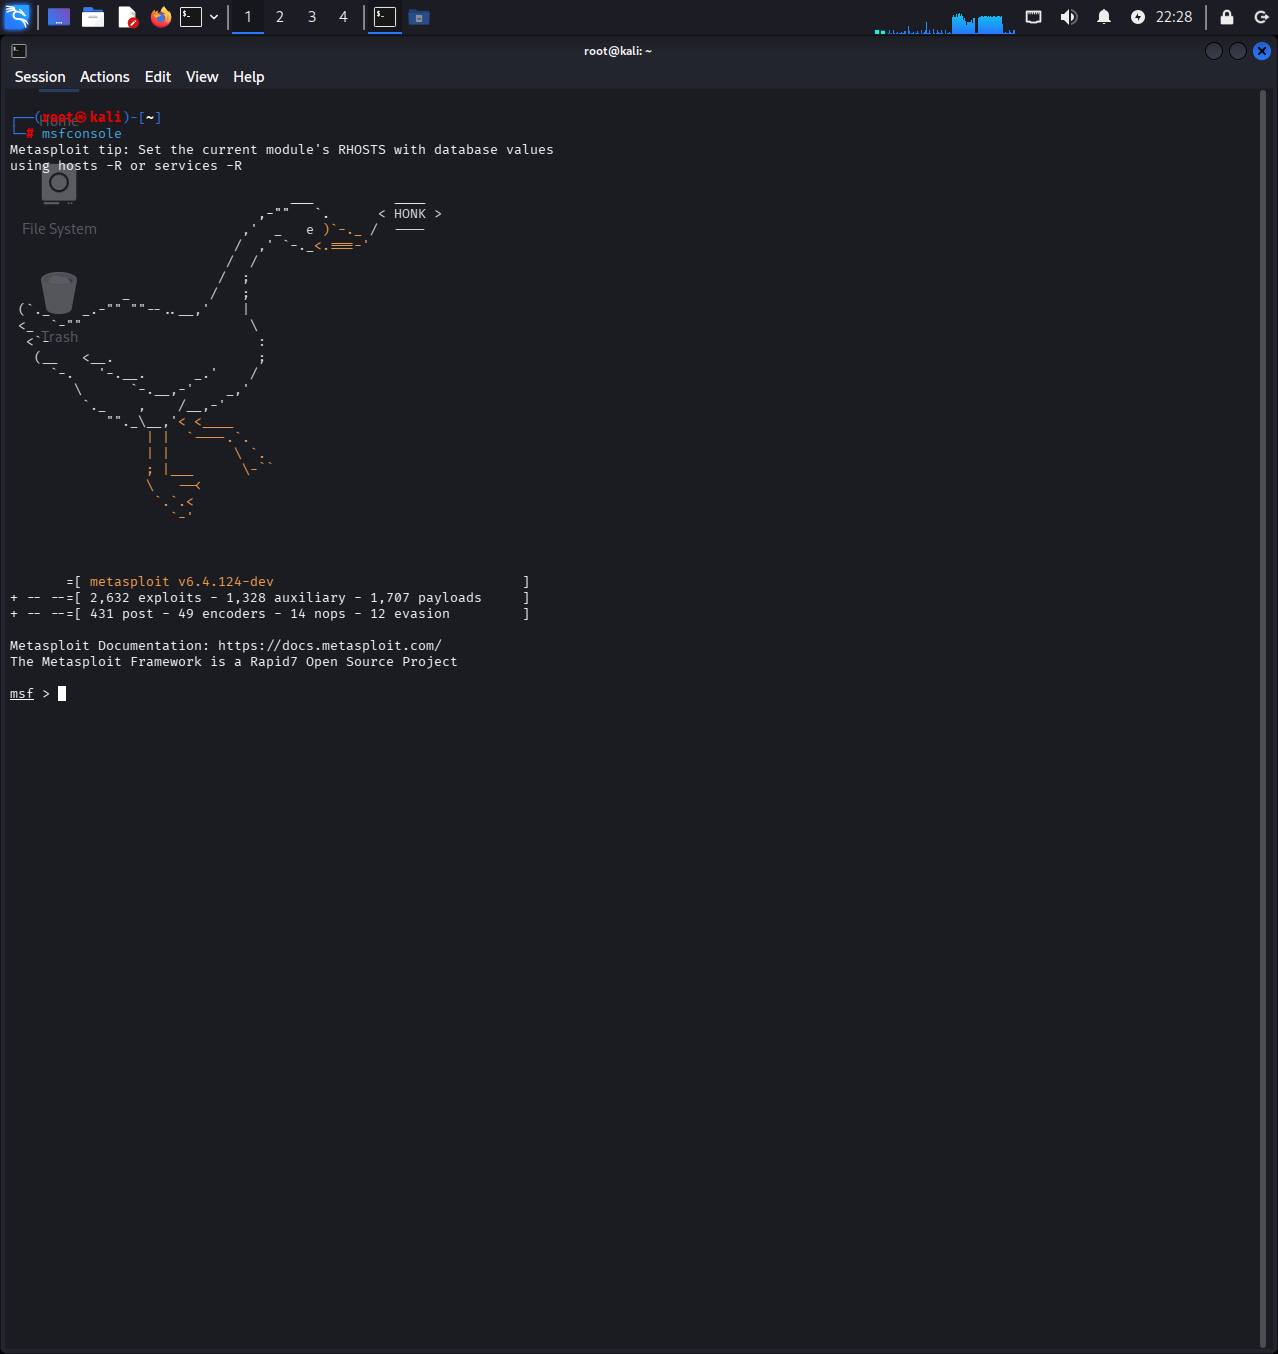 1 2 3 4 22:28
root@kali: ~
Session Actions Edit View Help
┌──(root㉿kali)-[~]
Home
└─# msfconsole
Metasploit tip: Set the current module's RHOSTS with database values
using hosts -R or services -R
< HONK >
File System
e
Trash
=[ metasploit v6.4.124-dev ]
+ -- --=[ 2,632 exploits - 1,328 auxiliary - 1,707 payloads ]
+ -- --=[ 431 post - 49 encoders - 14 nops - 12 evasion ]
Metasploit Documentation: https://docs.metasploit.com/
The Metasploit Framework is a Rapid7 Open Source Project
msf >